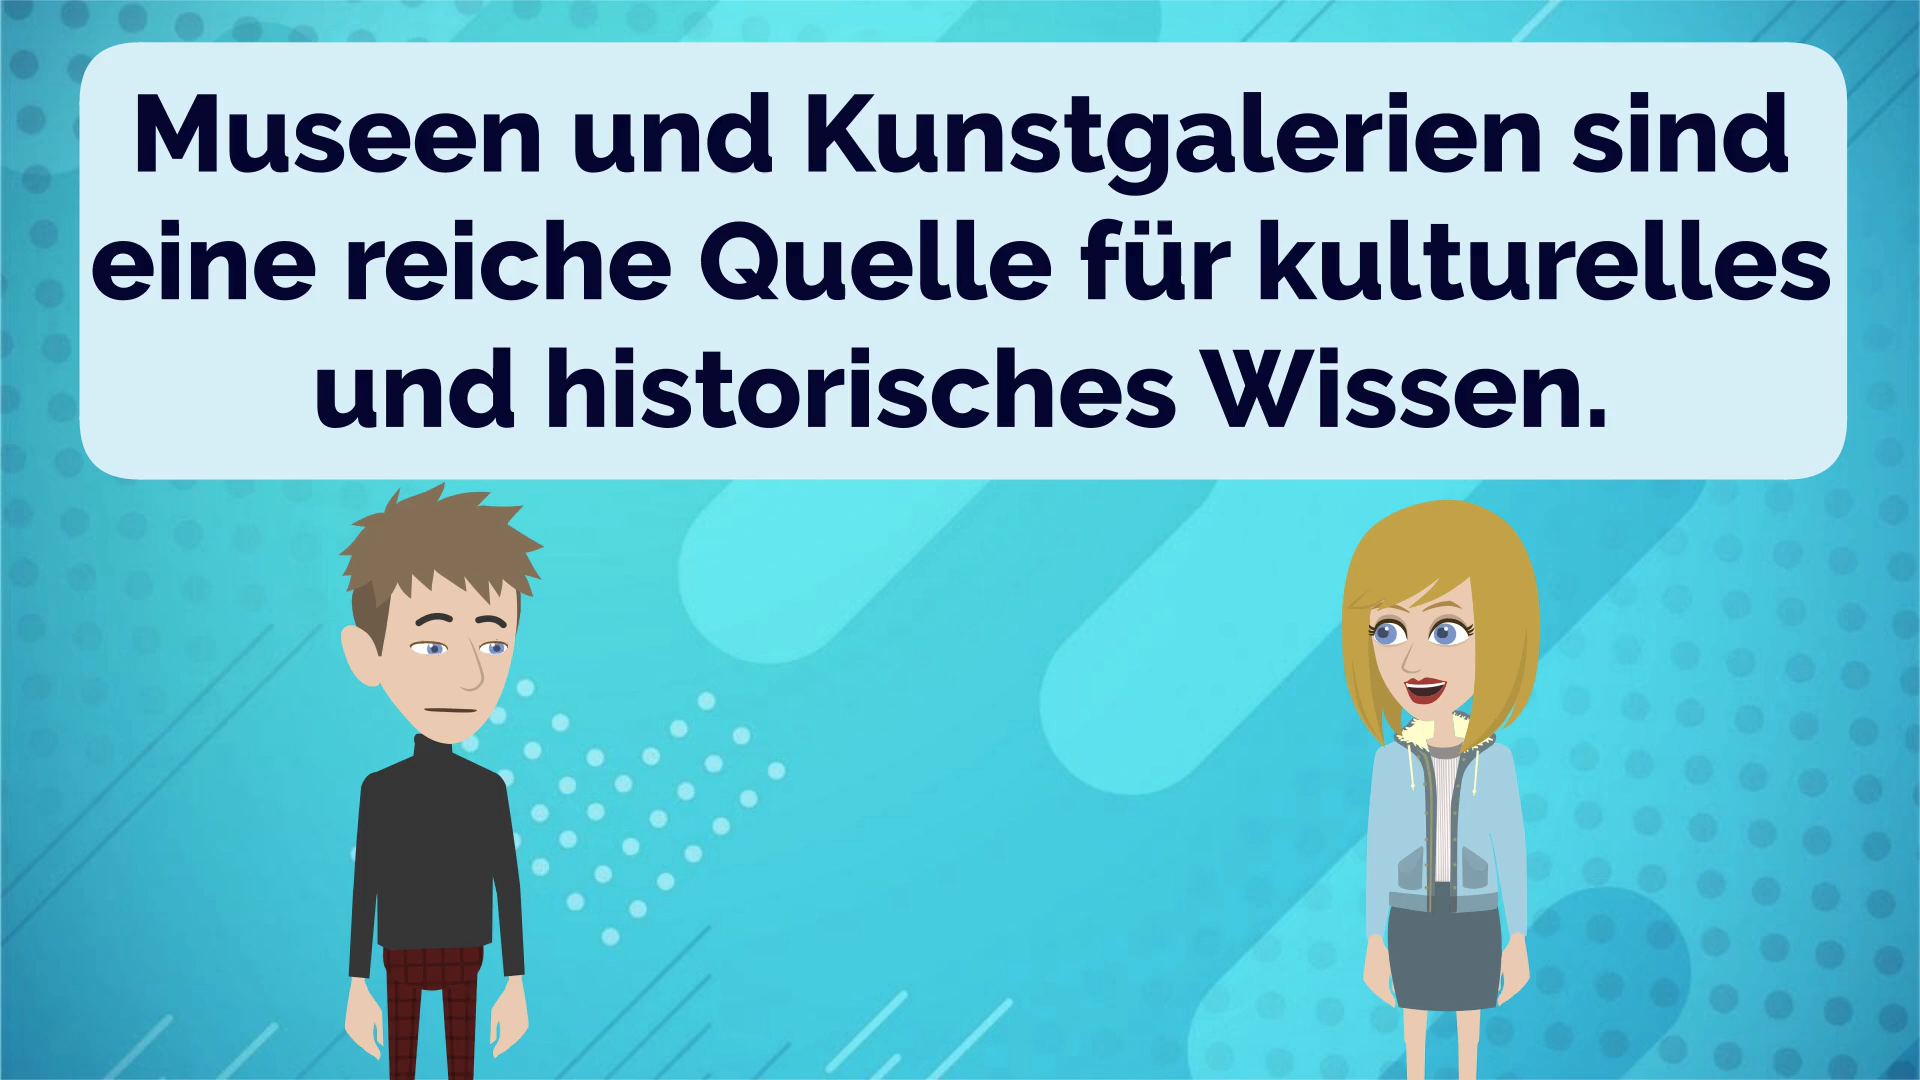 Museen und Kunstgalerien sind
eine reiche Quelle für kulturelles
und historisches Wissen.